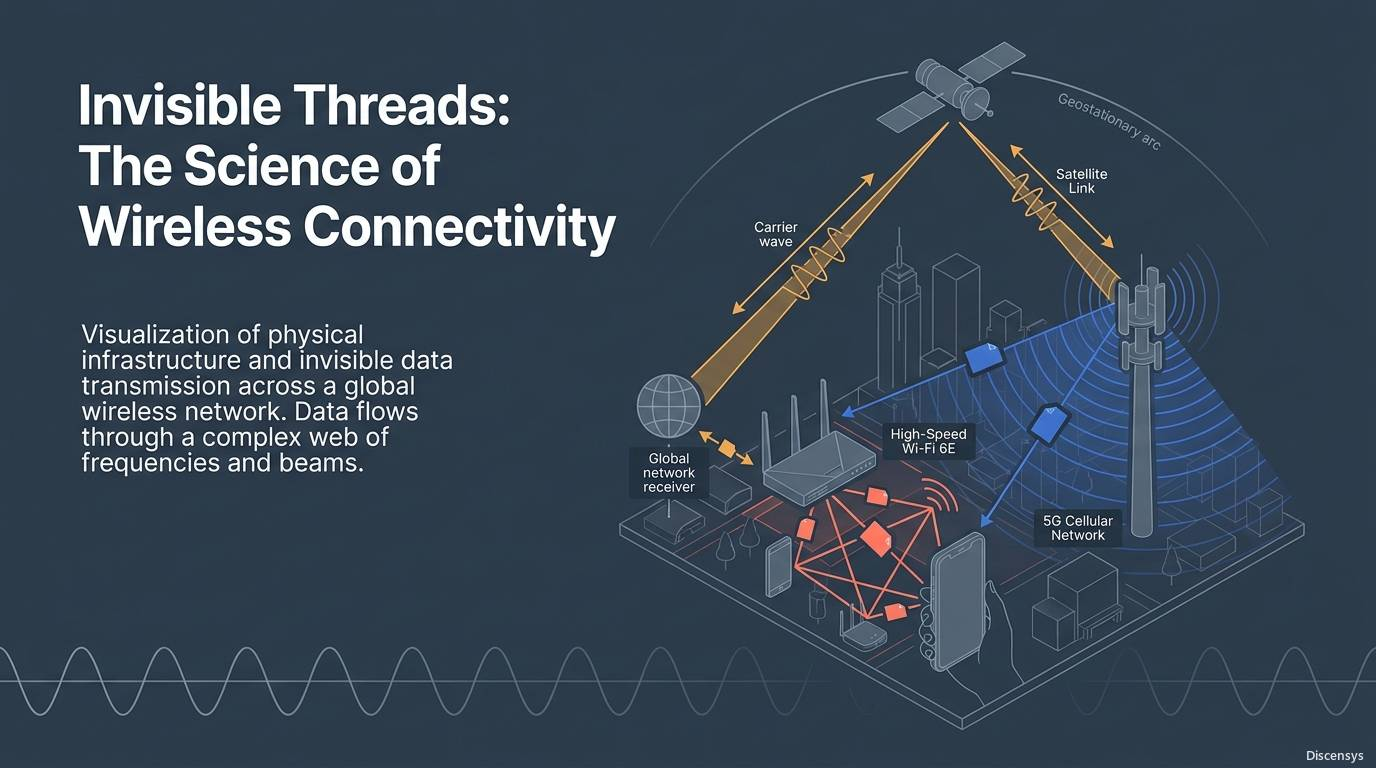 Invisible Threads:
The Science of
Wireless Connectivity
Visualization of physical
infrastructure and invisible data
transmission across a global
wireless network. Data flows
through a complex web of
frequencies and beams.
Geostationary arc
Satellite
Link
Carrier
wave
High-Speed
Wi-Fi 6E
Global
network
receiver
5G Cellular
Network
Discensys